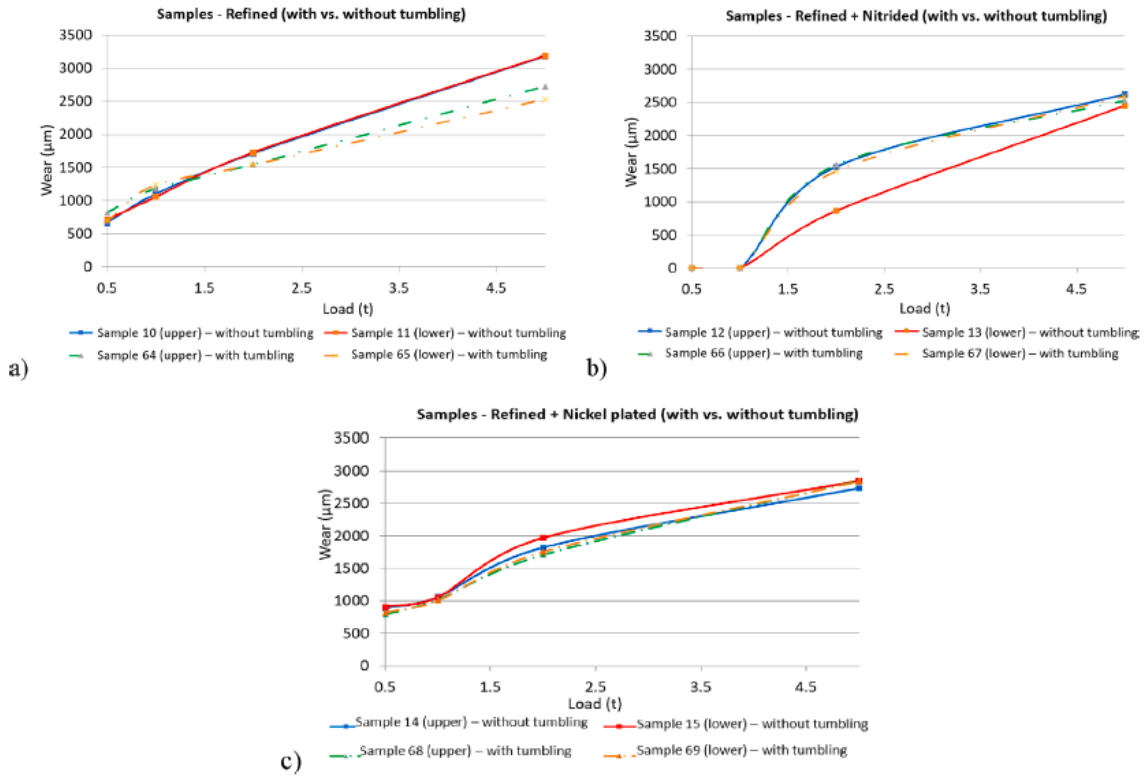 Samples - Refined (with vs. without tumbling)
3500
3000
2500
2000
1500
1000
500
0
Wear (μm)
0.5 1.5 2.5 3.5 4.5
Load (t)
Sample 10 (upper) – without tumbling Sample 11 (lower) – without tumbling
Sample 64 (upper) – with tumbling Sample 65 (lower) – with tumbling
a)
Samples - Refined + Nitrided (with vs. without tumbling)
3500
3000
2500
2000
1500
1000
500
0
Wear (μm)
0.5 1.5 2.5 3.5 4.5
Load (t)
Sample 12 (upper) – without tumbling Sample 13 (lower) – without tumbling
Sample 66 (upper) – with tumbling Sample 67 (lower) – with tumbling
b)
Samples - Refined + Nickel plated (with vs. without tumbling)
3500
3000
2500
2000
1500
1000
500
0
Wear (μm)
0.5 1.5 2.5 3.5 4.5
Load (t)
Sample 14 (upper) – without tumbling Sample 15 (lower) – without tumbling
Sample 68 (upper) – with tumbling Sample 69 (lower) – with tumbling
c)